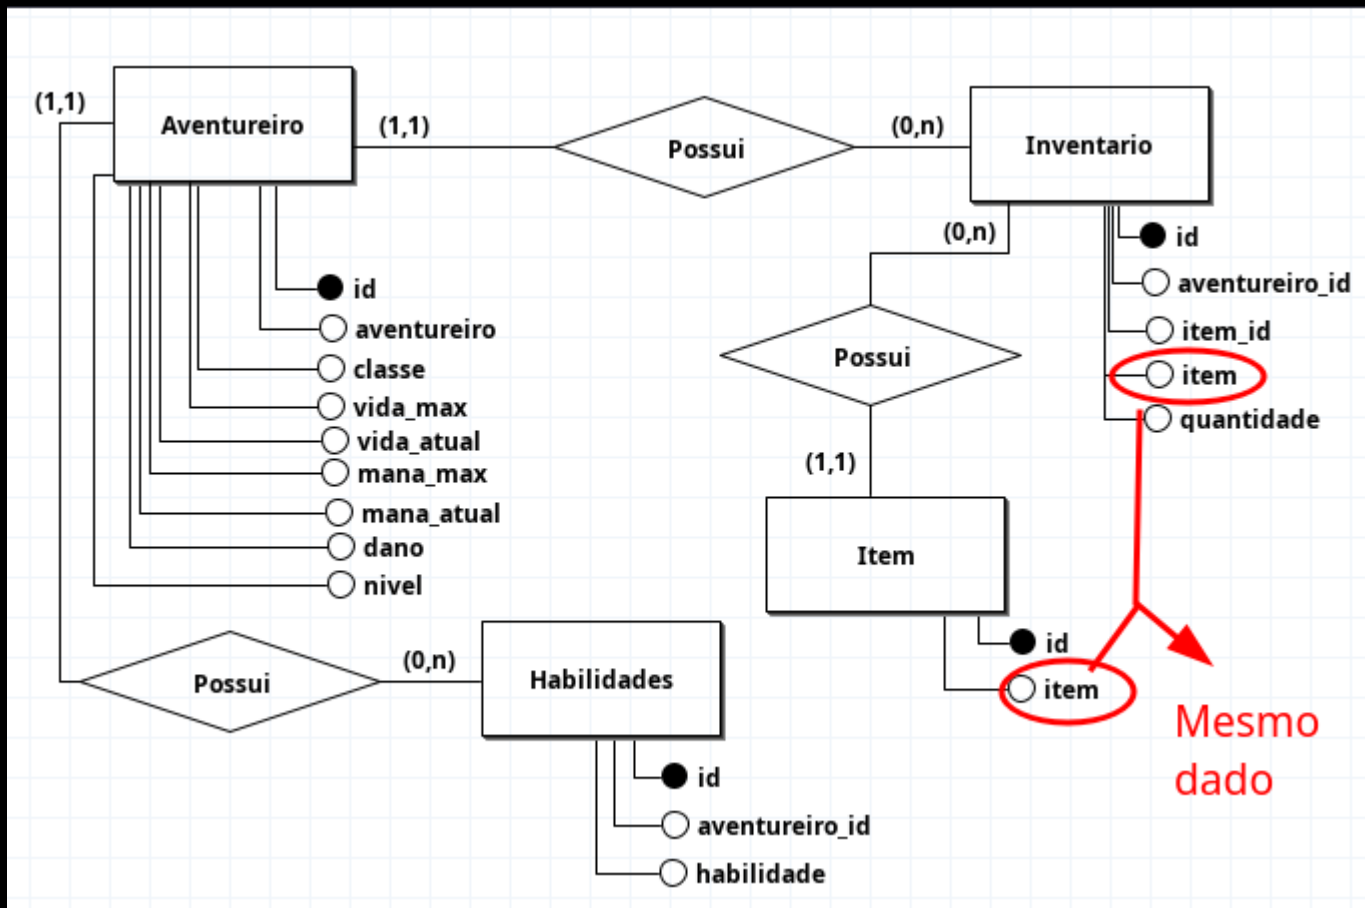 (1,1)
Aventureiro
(1,1)
Possui
(0,n)
Inventario
id
aventureiro_id
item_id
item
quantidade
(0,n)
id
aventureiro
classe
vida_max
vida_atual
mana_max
mana_atual
dano
nivel
Possui
(1,1)
Item
id
item
Mesmo
dado
Possui
(0,n)
Habilidades
id
aventureiro_id
habilidade